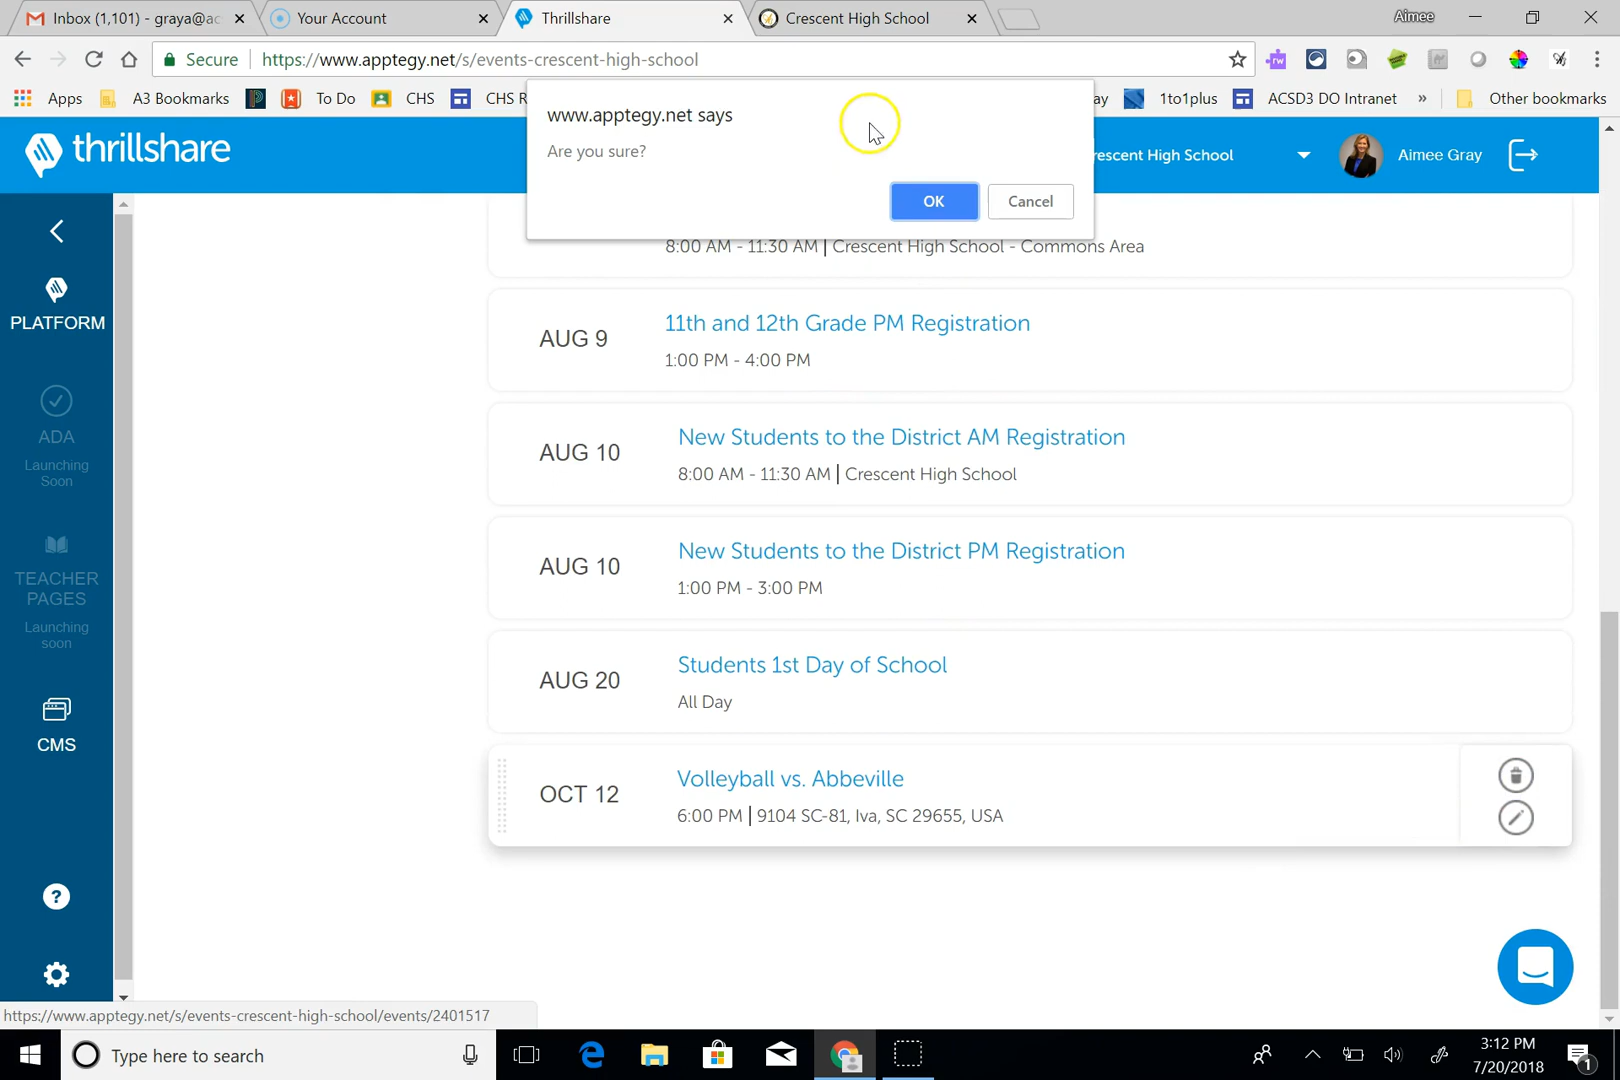 Inbox (1,101) - graya@ac
Your Account
Thrillshare
Crescent High School
Aimee
Secure
https://www.apptegy.net/s/events-crescent-high-school
Apps
A3 Bookmarks
To Do
CHS
CHS R
ay
1to1plus
ACSD3 DO Intranet
»
Other bookmarks
www.apptegy.net says
Are you sure?
OK
Cancel
thrillshare
rescent High School
Aimee Gray
PLATFORM
ADA
Launching
Soon
TEACHER
PAGES
Launching
soon
CMS
?
8:00 AM - 11:30 AM | Crescent High School - Commons Area
AUG 9
11th and 12th Grade PM Registration
1:00 PM - 4:00 PM
AUG 10
New Students to the District AM Registration
8:00 AM - 11:30 AM | Crescent High School
AUG 10
New Students to the District PM Registration
1:00 PM - 3:00 PM
AUG 20
Students 1st Day of School
All Day
OCT 12
Volleyball vs. Abbeville
6:00 PM | 9104 SC-81, Iva, SC 29655, USA
https://www.apptegy.net/s/events-crescent-high-school/events/2401517
Type here to search
3:12 PM
7/20/2018
1